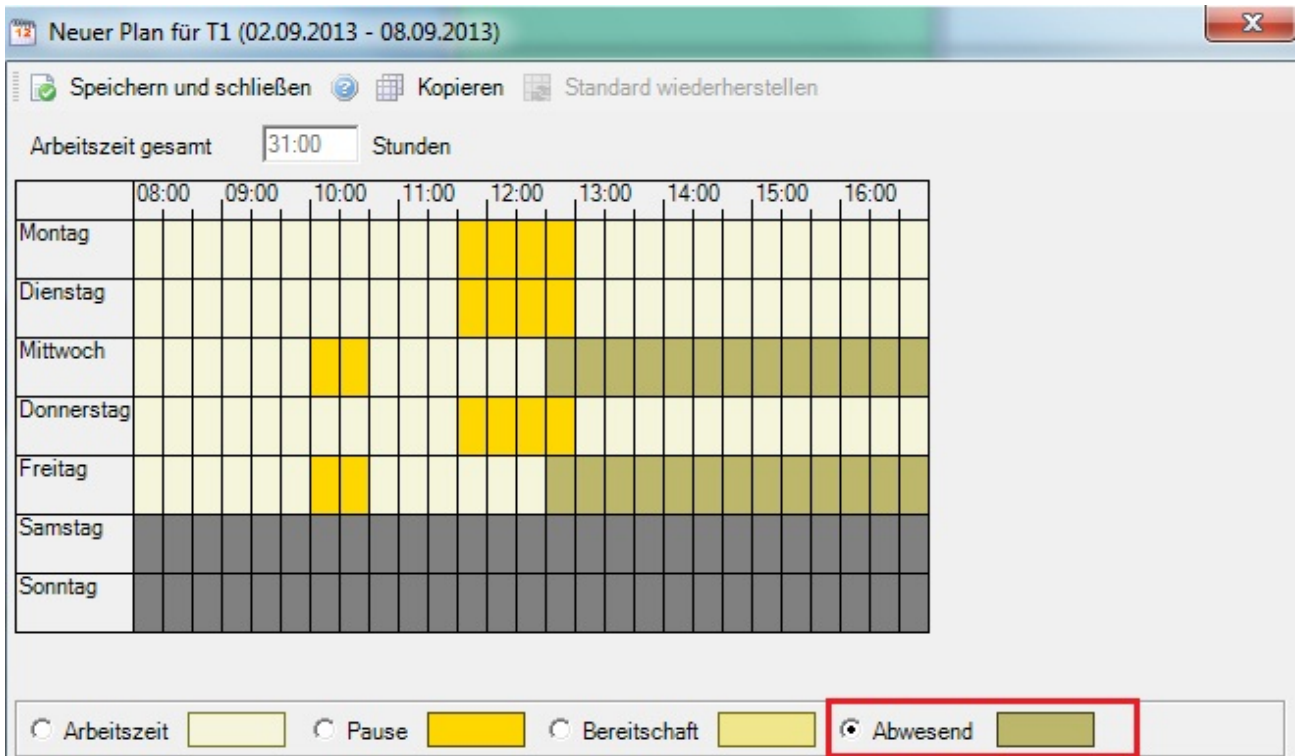 Neuer Plan für T1 (02.09.2013 - 08.09.2013)
Speichern und schließen Kopieren Standard wiederherstellen
Arbeitszeit gesamt 31:00 Stunden
08:00 09:00 10:00 11:00 12:00 13:00 14:00 15:00 16:00
Montag
Dienstag
Mittwoch
Donnerstag
Freitag
Samstag
Sonntag
Arbeitszeit Pause Bereitschaft Abwesend